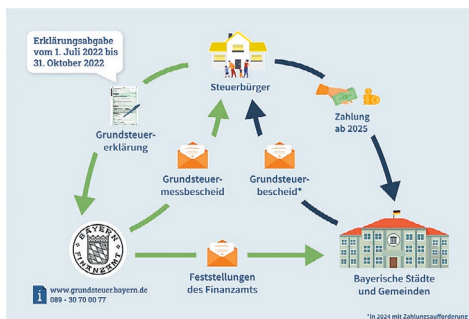 Erklärungsabgabe
vom 1. Juli 2022 bis
31. Oktober 2022
Steuerbürger
Grundsteuer-
erklärung
Zahlung
ab 2025
Grundsteuer-
messbescheid
Grundsteuer-
bescheid*
BAYERN
FINANZAMT
Feststellungen
des Finanzamts
Bayerische Städte
und Gemeinden
i www.grundsteuer.bayern.de
089 - 30 70 00 77
*in 2024 mit Zahlungsaufforderung